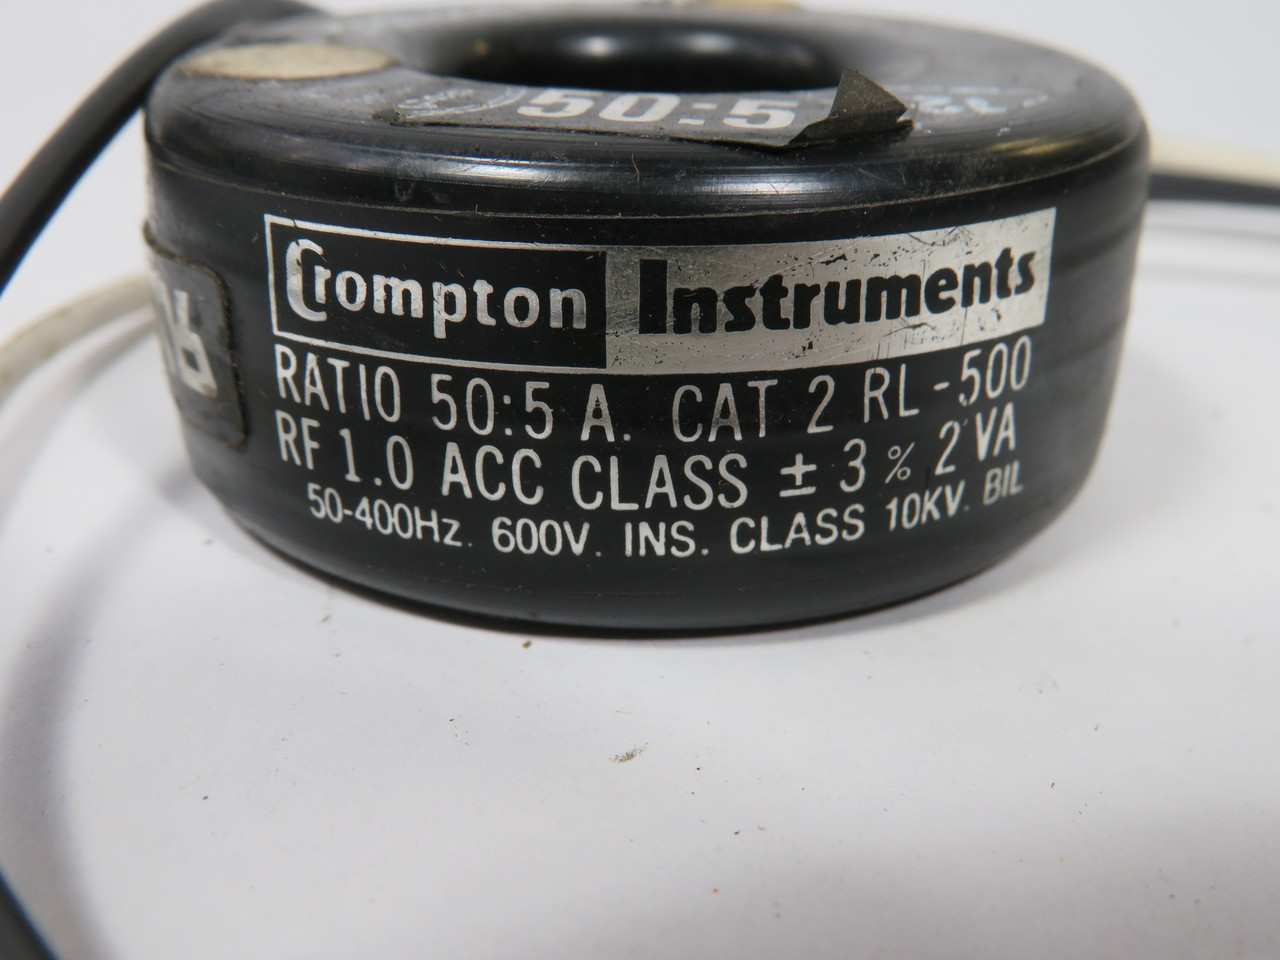 50:5
Crompton Instruments
RATIO 50:5 A. CAT 2 RL-500
RF 1.0 ACC CLASS ± 3 % 2 VA
50-400Hz. 600V. INS. CLASS 10KV. BIL